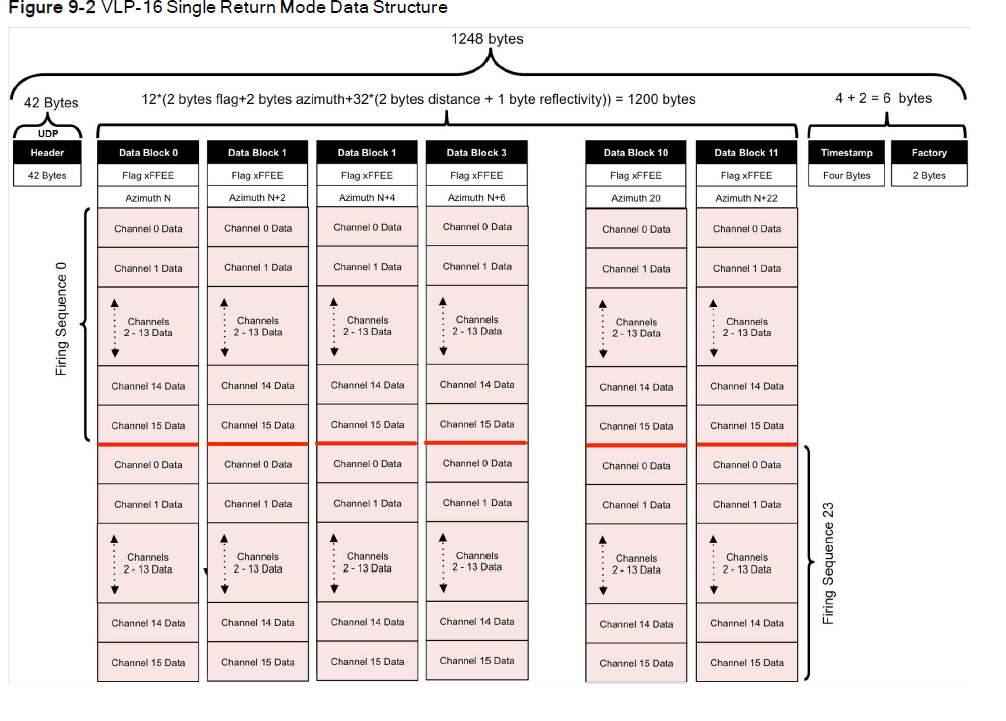 Figure 9-2 VLP-16 Single Return Mode Data Structure
1248 bytes
42 Bytes
12*(2 bytes flag+2 bytes azimuth+32*(2 bytes distance + 1 byte reflectivity)) = 1200 bytes
4 + 2 = 6 bytes
UDP
Header
Data Block 0
Data Block 1
Data Block 1
Data Block 3
Data Block 10
Data Block 11
Timestamp
Factory
42 Bytes
Flag xFFEE
Flag xFFEE
Flag xFFEE
Flag xFFEE
Flag xFFEE
Flag xFFEE
Four Bytes
2 Bytes
Azimuth N
Azimuth N+2
Azimuth N+4
Azimuth N+6
Azimuth 20
Azimuth N+22
Firing Sequence 0
Channel 0 Data
Channel 0 Data
Channel 0 Data
Channel 0 Data
Channel 0 Data
Channel 0 Data
Channel 1 Data
Channel 1 Data
Channel 1 Data
Channel 1 Data
Channel 1 Data
Channel 1 Data
Channels
2 - 13 Data
Channels
2 - 13 Data
Channels
2 - 13 Data
Channels
2 - 13 Data
Channels
2 - 13 Data
Channels
2 - 13 Data
Channel 14 Data
Channel 14 Data
Channel 14 Data
Channel 14 Data
Channel 14 Data
Channel 14 Data
Channel 15 Data
Channel 15 Data
Channel 15 Data
Channel 15 Data
Channel 15 Data
Channel 15 Data
Channel 0 Data
Channel 0 Data
Channel 0 Data
Channel 0 Data
Channel 0 Data
Channel 0 Data
Channel 1 Data
Channel 1 Data
Channel 1 Data
Channel 1 Data
Channel 1 Data
Channel 1 Data
Channels
2 - 13 Data
Channels
2 - 13 Data
Channels
2 - 13 Data
Channels
2 - 13 Data
Channels
2 - 13 Data
Channels
2 - 13 Data
Channel 14 Data
Channel 14 Data
Channel 14 Data
Channel 14 Data
Channel 14 Data
Channel 14 Data
Channel 15 Data
Channel 15 Data
Channel 15 Data
Channel 15 Data
Channel 15 Data
Channel 15 Data
Firing Sequence 23